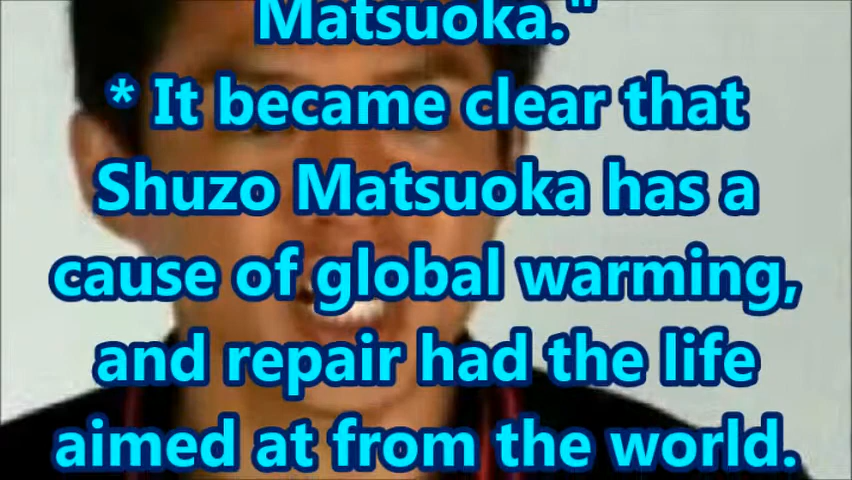 Matsuoka."
* It became clear that
Shuzo Matsuoka has a
cause of global warming,
and repair had the life
aimed at from the world.